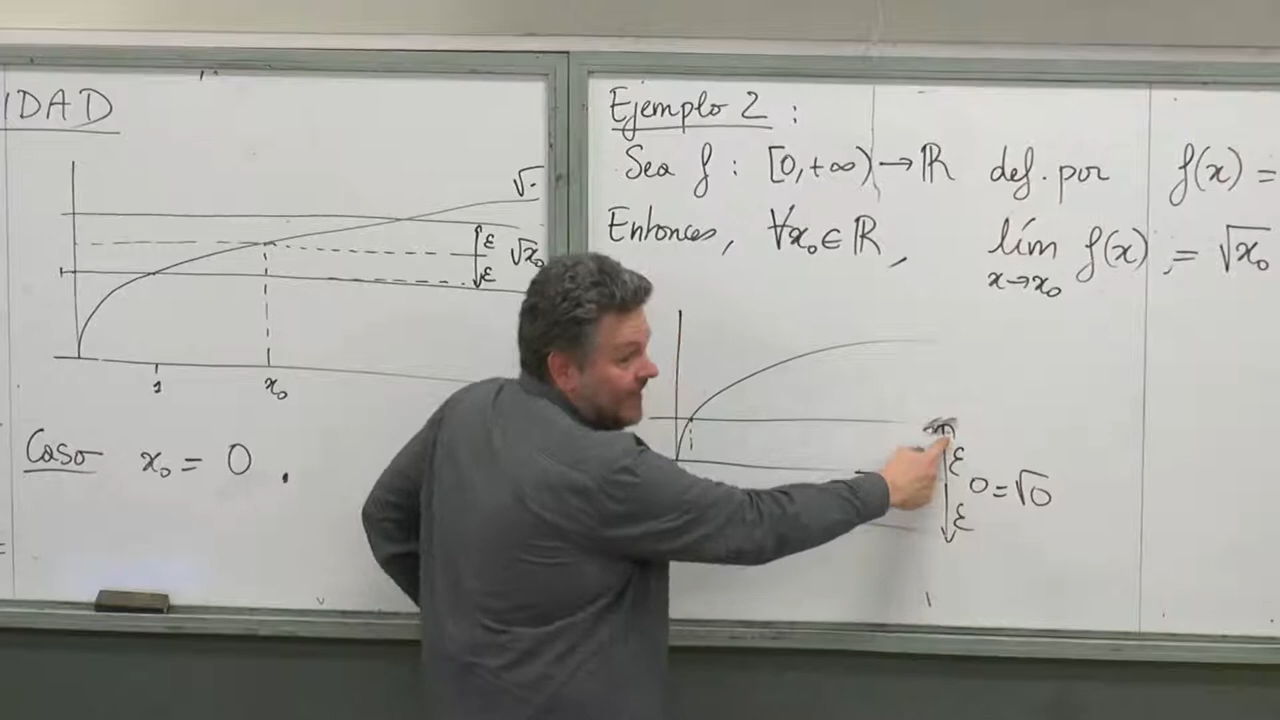 IDAD
√·
ε
√x₀
ε
1
x₀
Caso x₀ = 0.
Ejemplo 2:
Sea f: [0,+∞) → ℝ def. por f(x) =
Entonces, ∀x₀ ∈ ℝ, lím f(x) = √x₀
x→x₀
ε
0=√0
ε